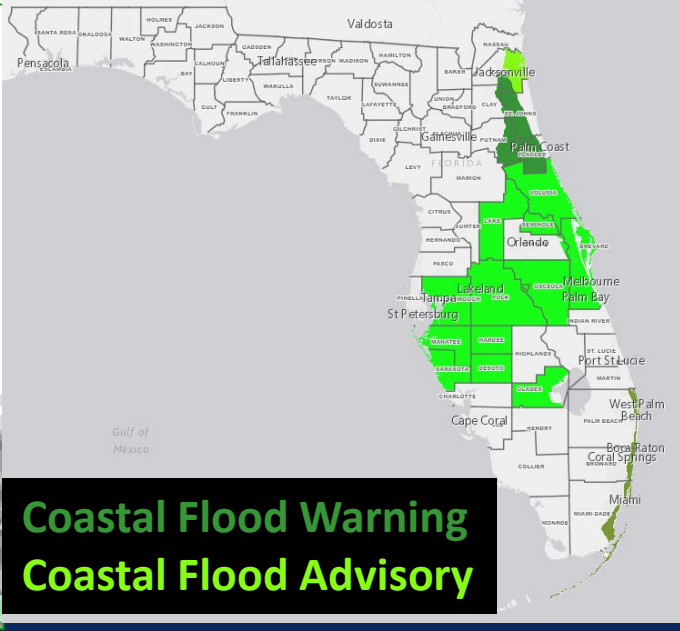 Valdosta
HOLMES
JACKSON
SANTA ROSA
OKALOOSA
WALTON
WASHINGTON
NASSAU
GADSDEN
HAMILTON
MADISON
Pensacola
ESCAMBIA
Tallahassee
CALHOUN
BAY
LIBERTY
WAKULLA
BAKER
Jacksonville
SUWANNEE
TAYLOR
LAFAYETTE
UNION
BRADFORD
CLAY
ST. JOHNS
GULF
FRANKLIN
GILCHRIST
DIXIE
Gainesville
PUTNAM
Palm Coast
FLAGLER
FLORIDA
LEVY
MARION
VOLUSIA
CITRUS
LAKE
SUMTER
SEMINOLE
HERNANDO
Orlando
BREVARD
PASCO
Lakeland
OSCEOLA
Melbourne
PINELLAS
Tampa
POLK
Palm Bay
St Petersburg
INDIAN RIVER
MANATEE
HARDEE
HIGHLANDS
ST. LUCIE
Port St Lucie
SARASOTA
DESOTO
MARTIN
GLADES
CHARLOTTE
West Palm
Beach
Cape Coral
PALM BEACH
HENDRY
Gulf of
Mexico
Boca Raton
Coral Springs
COLLIER
BROWARD
Miami
MIAMI-DADE
MONROE
Coastal Flood Warning
Coastal Flood Advisory